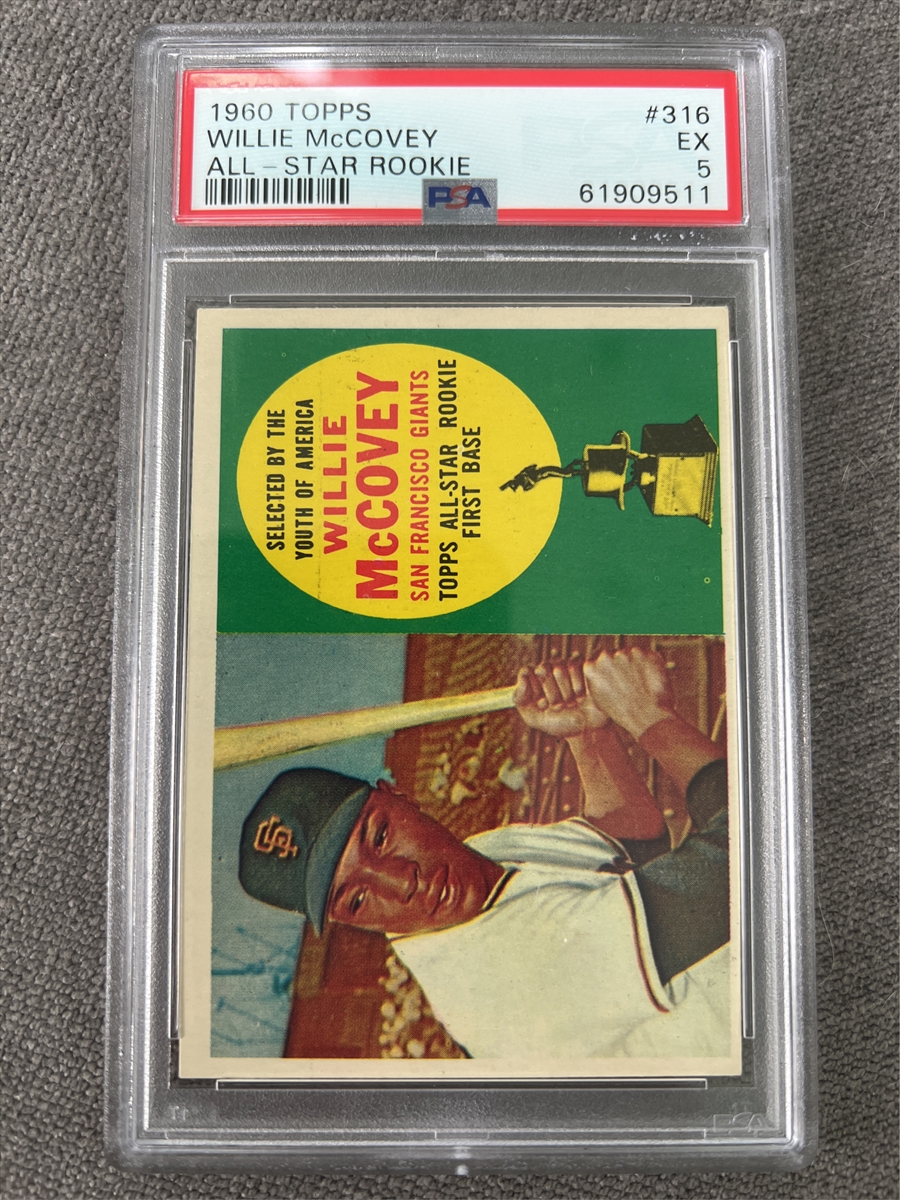 1960 TOPPS #316
WILLIE McCOVEY EX
ALL - STAR ROOKIE 5
PSA 61909511
SELECTED BY THE
YOUTH OF AMERICA
WILLIE
McCOVEY
SAN FRANCISCO GIANTS
TOPPS ALL-STAR ROOKIE
FIRST BASE
SF
PSA